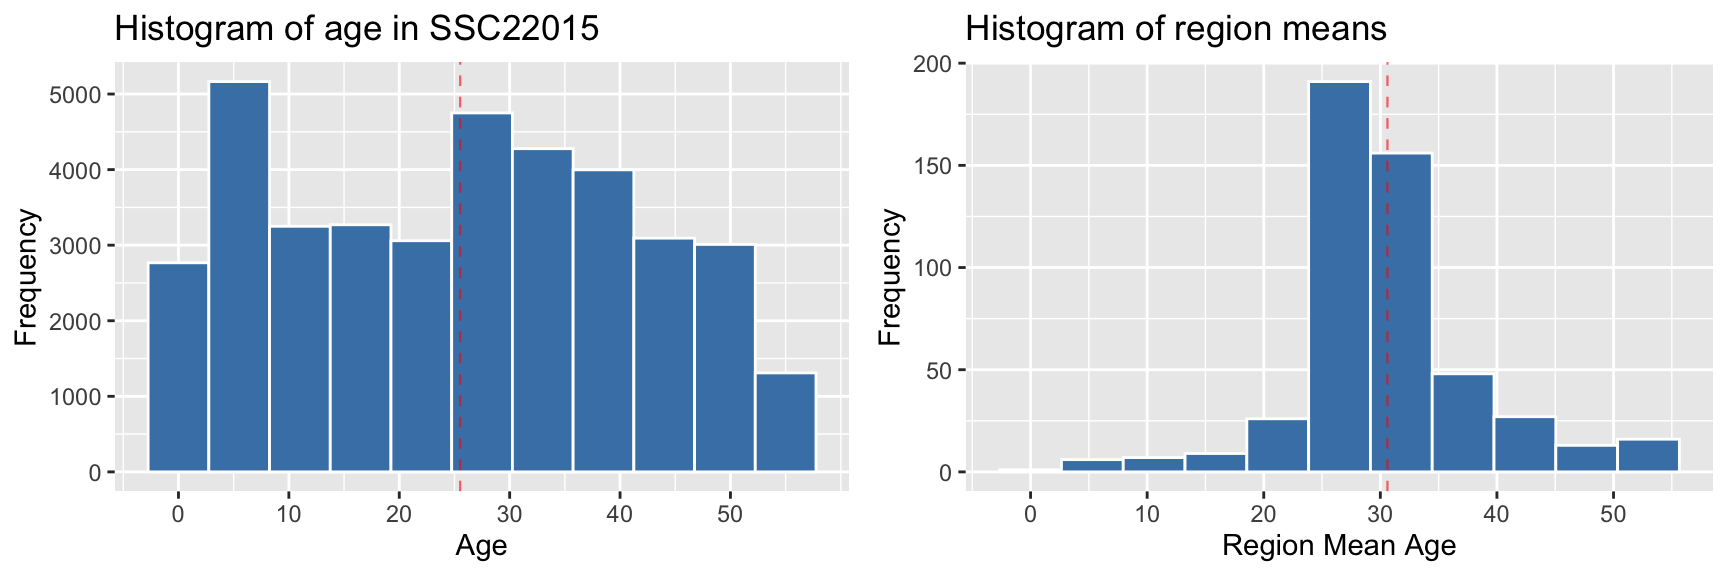 Histogram of age in SSC22015
5000
4000
3000
2000
1000
0
Frequency
0 10 20 30 40 50
Age
Histogram of region means
200
150
100
50
0
Frequency
0 10 20 30 40 50
Region Mean Age